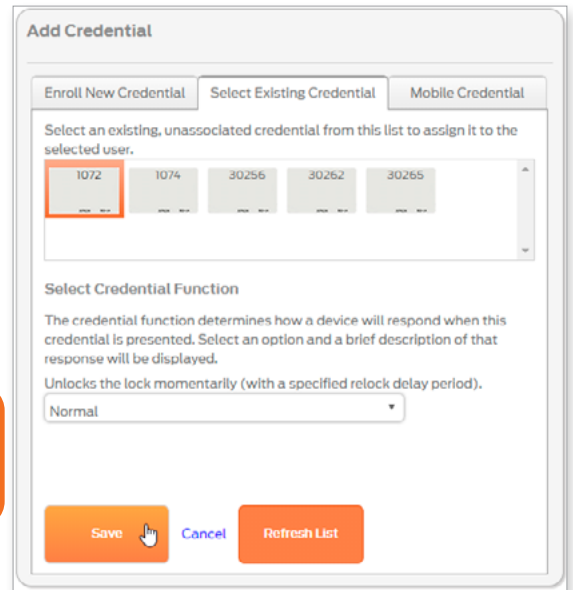 Add Credential
Enroll New Credential Select Existing Credential Mobile Credential
Select an existing, unassociated credential from this list to assign it to the
selected user.
1072 1074 30256 30262 30265
Select Credential Function
The credential function determines how a device will respond when this
credential is presented. Select an option and a brief description of that
response will be displayed.
Unlocks the lock momentarily (with a specified relock delay period).
Normal
Save Cancel Refresh List